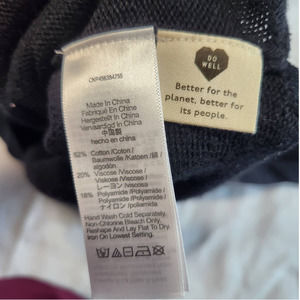 Made In China
Fabriqué En Chine
Hergestellt In China
Vervaardigd In China
中国製
hecho en china
52% Cotton/Coton/
Baumwolle/Katoen/綿/
algodón
20% Viscose/Viscose/
Viskose/Viscose/
レーヨン/viscosa
18% Polyamide/Polyamide/
Polyamid/Polyamide/
ナイロン/poliamida
Hand Wash Cold Separately,
Non-Chlorine Bleach Only,
Reshape And Lay Flat To Dry,
Iron On Lowest Setting.
DO
WELL
Better for the
planet, better for
its people.